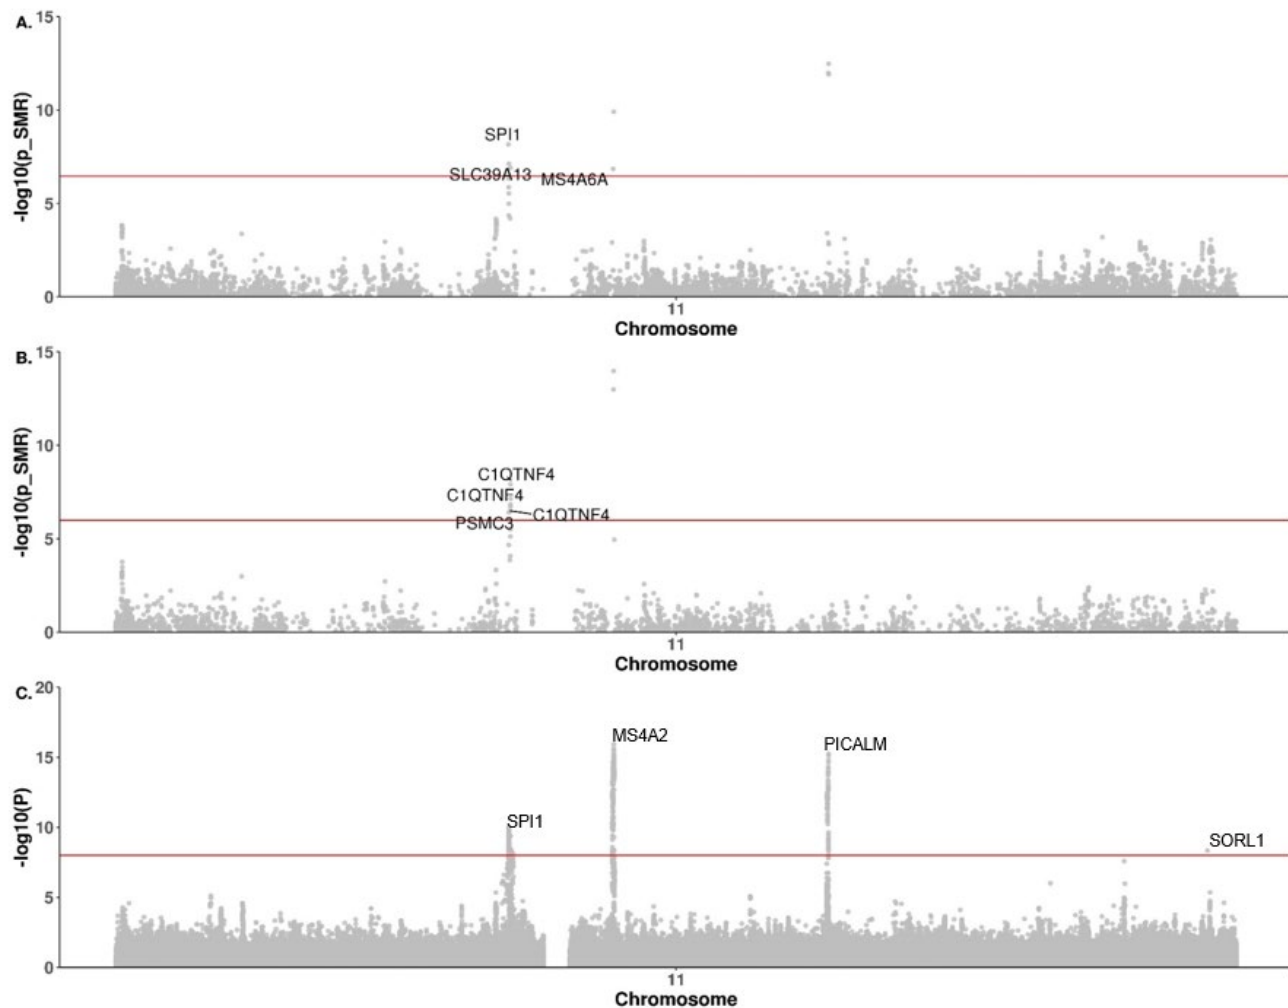 A.
15
10
5
0
-log10(p_SMR)
SPI1
SLC39A13
MS4A6A
11
Chromosome
B.
15
10
5
0
-log10(p_SMR)
C1QTNF4
C1QTNF4
C1QTNF4
PSMC3
11
Chromosome
C.
20
15
10
5
0
-log10(P)
MS4A2
PICALM
SPI1
SORL1
11
Chromosome